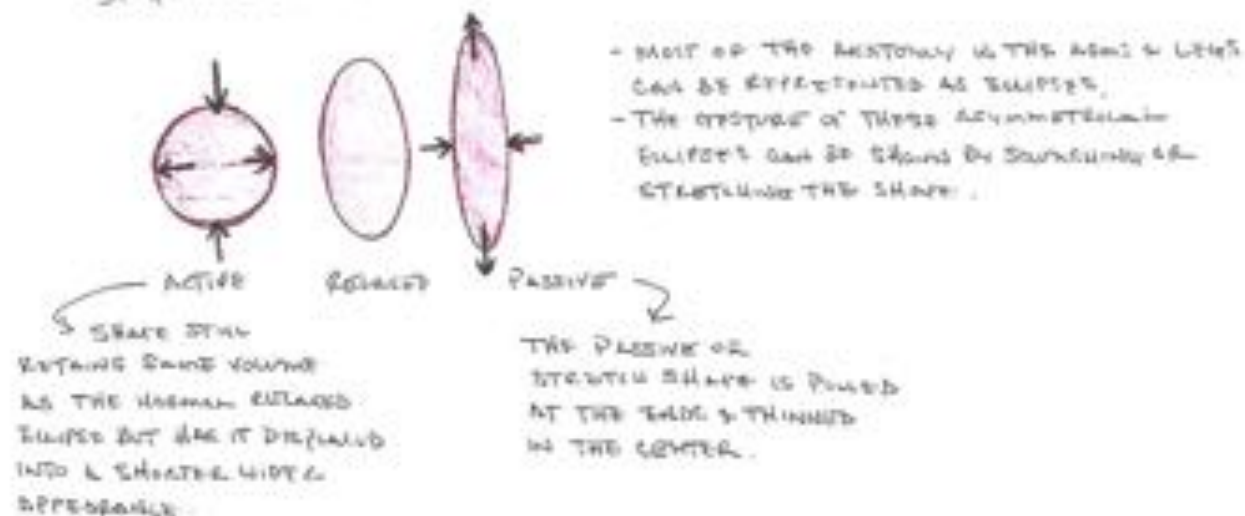 - MOST OF THE ANATOMY IN THE ARMS & LEGS
CAN BE REPRESENTED AS ELLIPSES.
- THE GESTURE OF THESE ASYMMETRICAL
ELLIPSES CAN BE SHOWN BY SQUASHING OR
STRETCHING THE SHAPE.
ACTIVE RELAXED PASSIVE
SHAPE STILL
RETAINS SAME VOLUME
AS THE NORMAL RELAXED
ELLIPSE BUT HAS IT DISPLACED
INTO A SHORTER WIDER
APPEARANCE
THE PASSIVE OR
STRETCH SHAPE IS PULLED
AT THE ENDS & THINNED
IN THE CENTER.